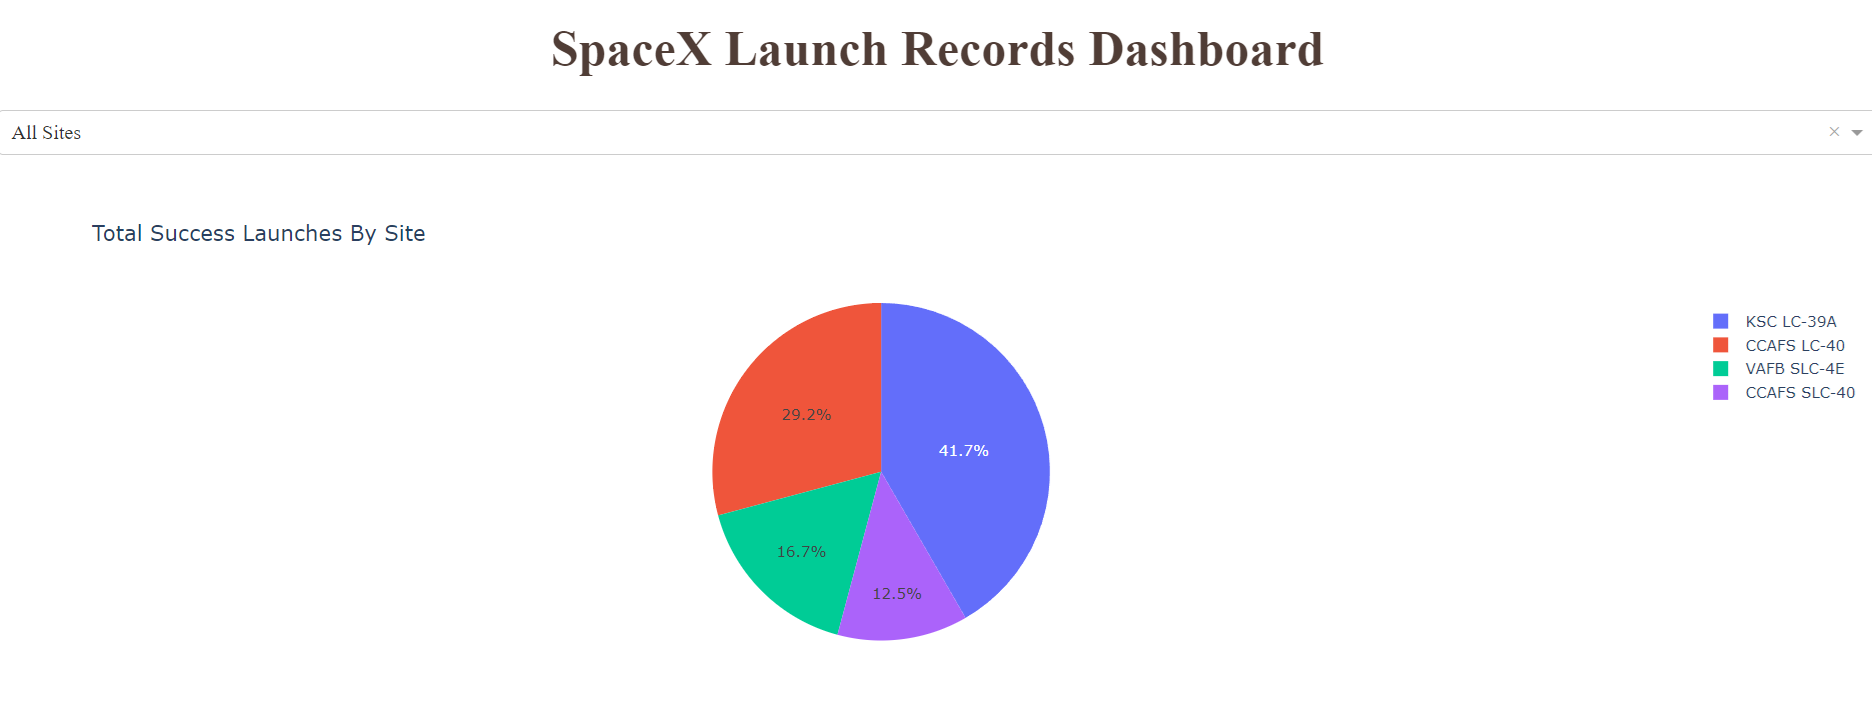 SpaceX Launch Records Dashboard
All Sites
×
Total Success Launches By Site
KSC LC-39A
CCAFS LC-40
VAFB SLC-4E
CCAFS SLC-40
29.2%
41.7%
16.7%
12.5%